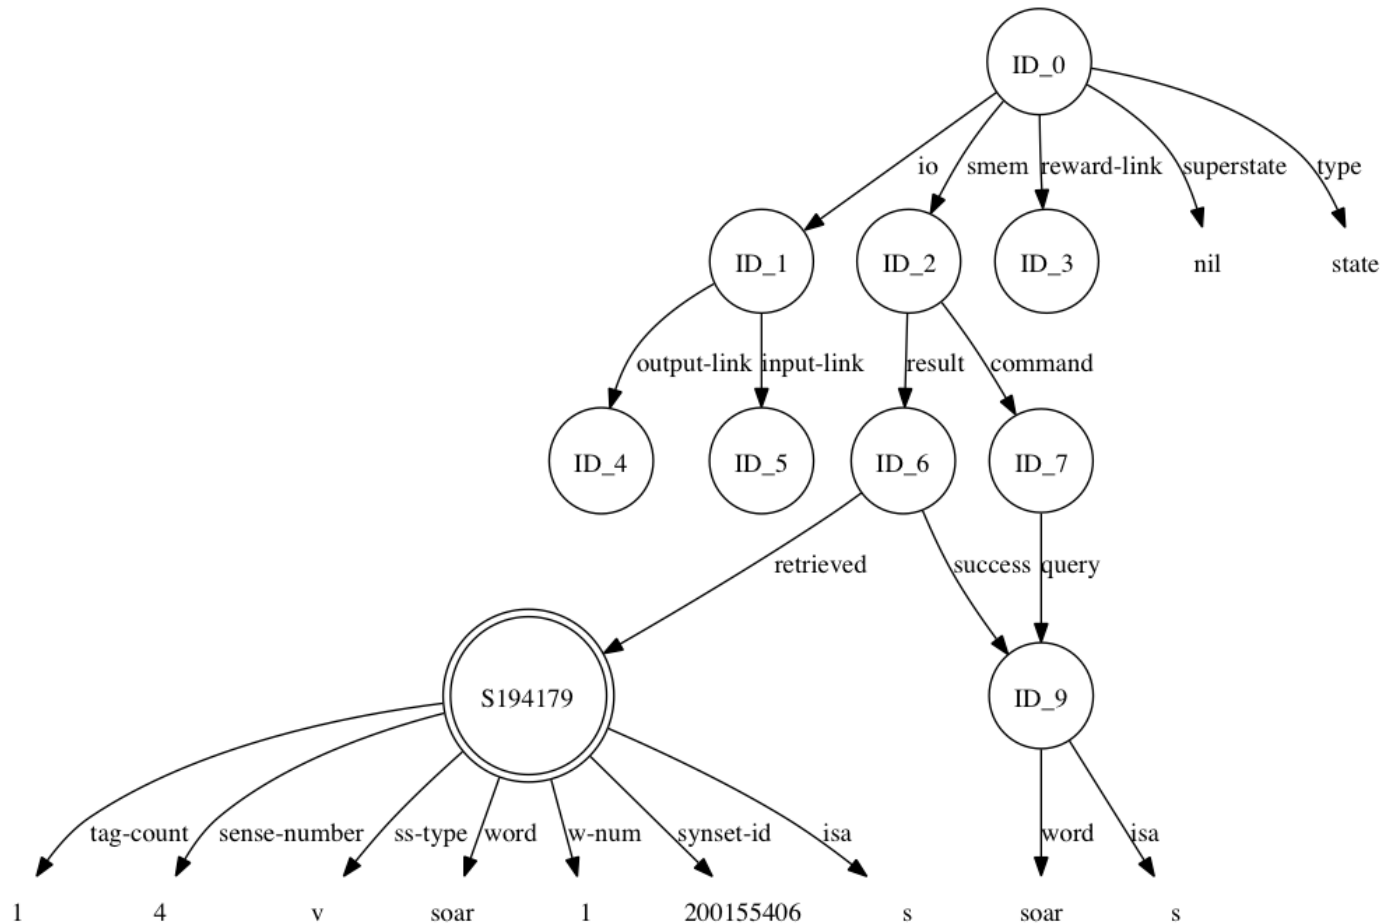 ID_0
io smem reward-link superstate type
ID_1 ID_2 ID_3 nil state
output-link input-link result command
ID_4 ID_5 ID_6 ID_7
retrieved success query
S194179 ID_9
tag-count sense-number ss-type word w-num synset-id isa word isa
1 4 v soar 1 200155406 s soar s